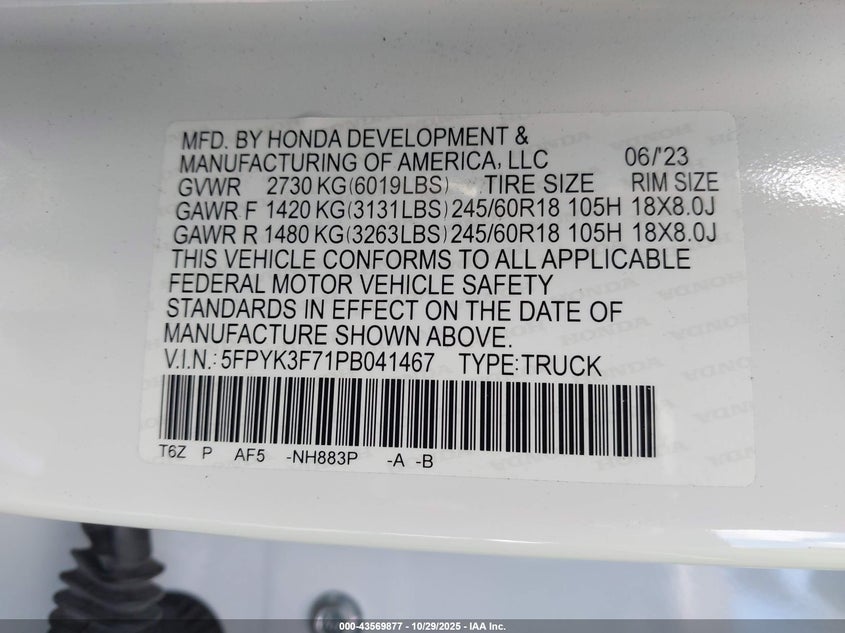 MFD. BY HONDA DEVELOPMENT &
MANUFACTURING OF AMERICA, LLC 06/'23
GVWR 2730 KG(6019LBS) TIRE SIZE RIM SIZE
GAWR F 1420 KG(3131LBS) 245/60R18 105H 18X8.0J
GAWR R 1480 KG(3263LBS) 245/60R18 105H 18X8.0J
THIS VEHICLE CONFORMS TO ALL APPLICABLE
FEDERAL MOTOR VEHICLE SAFETY
STANDARDS IN EFFECT ON THE DATE OF
MANUFACTURE SHOWN ABOVE.
V.I.N.: 5FPYK3F71PB041467 TYPE:TRUCK
T6Z P AF5 -NH883P -A -B
000-43569877 - 10/29/2025 - IAA Inc.